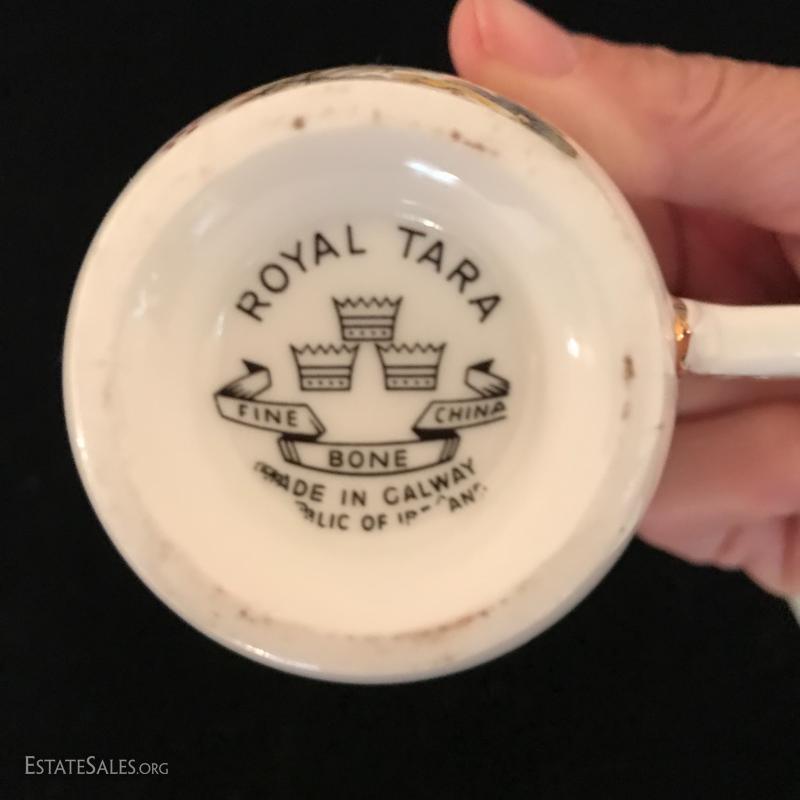 ROYAL TARA
FINE BONE CHINA
MADE IN GALWAY
OF
ESTATESALES.ORG